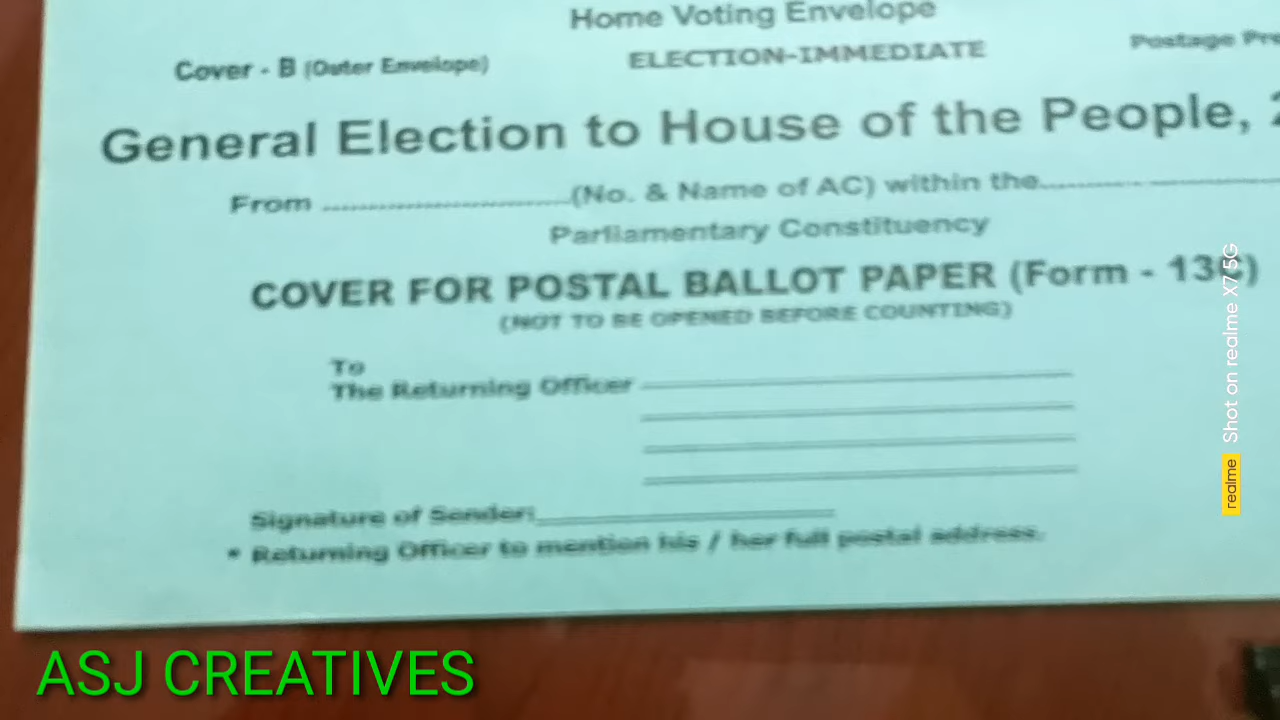 Home Voting Envelope
Cover - B (Outer Envelope)
ELECTION-IMMEDIATE
Postage
General Election to House of the People,
From ........................(No. & Name of AC) within the........................
Parliamentary Constituency
COVER FOR POSTAL BALLOT PAPER (Form - 13C)
(NOT TO BE OPENED BEFORE COUNTING)
To
The Returning Officer
Signature of Sender:
* Returning Officer to mention his / her full postal address.
realme Shot on realme X7 5G
ASJ CREATIVES